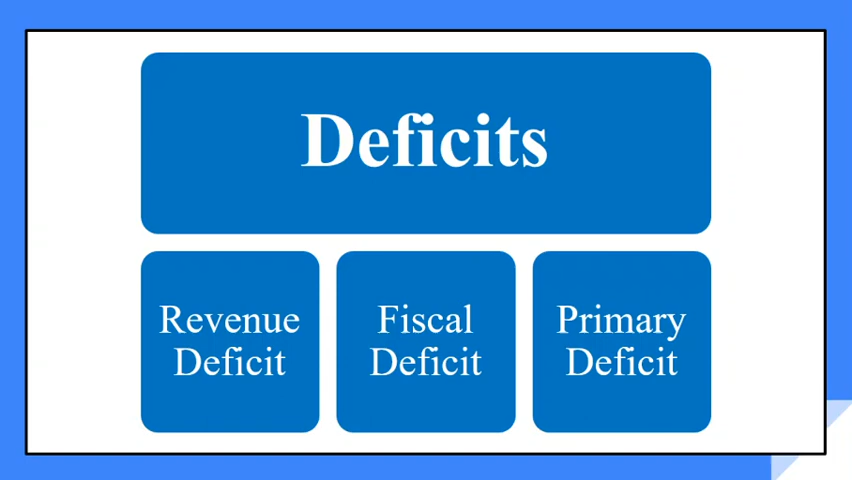 Deficits
Revenue
Deficit
Fiscal
Deficit
Primary
Deficit